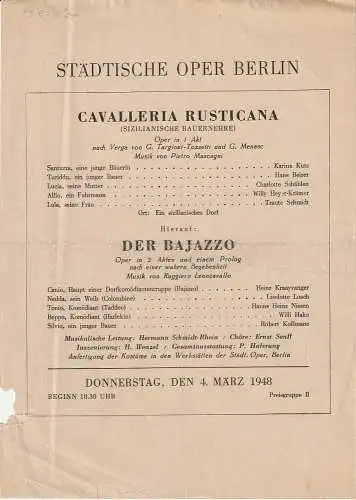 STÄDTISCHE OPER BERLIN
CAVALLERIA RUSTICANA
(SIZILIANISCHE BAUERNEHRE)
Oper in 1 Akt
nach Verga von G. Targioni-Tozzetti und G. Menasc
Musik von Pietro Mascagni
Santuzza, eine junge Bäuerin . . . . . . . . . . Karina Kutz
Turiddu, ein junger Bauer . . . . . . . . . . Hans Beirer
Lucia, seine Mutter . . . . . . . . . . Charlotte
Alfio, ein Fuhrmann . . . . . . . . . . Willy
Lola, seine Frau . . . . . . . . . . Traute Schmidt
Ort: Ein sizilianisches Dorf
Hierauf:
DER BAJAZZO
Oper in 2 Akten und einem Prolog
nach einer wahren Begebenheit
Musik von Ruggiero Leoncavallo
Canio, Haupt einer Dorfkomödiantentruppe (Bajazzo) . . . . . Heinz Kraayvanger
Nedda, sein Weib (Colombine) . . . . . . . . . . Liselotte Losch
Tonio, Komödiant (Taddeo) . . . . . . . . . . Hanns Heinz Nissen
Beppo, Komödiant (Harlekin) . . . . . . . . . . Willi Hahn
Silvio, ein junger Bauer . . . . . . . . . . Robert Koffmane
Musikalische Leitung: Hermann Schmidt-Rhein / Chöre: Ernst Senff
Inszenierung: H. Wenzel / Gesamtausstattung: P. Haferung
Anfertigung der Kostüme in den Werkstätten der Städt. Oper, Berlin
DONNERSTAG, DEN 4. MÄRZ 1948
BEGINN 18.30 UHR Preisgruppe II